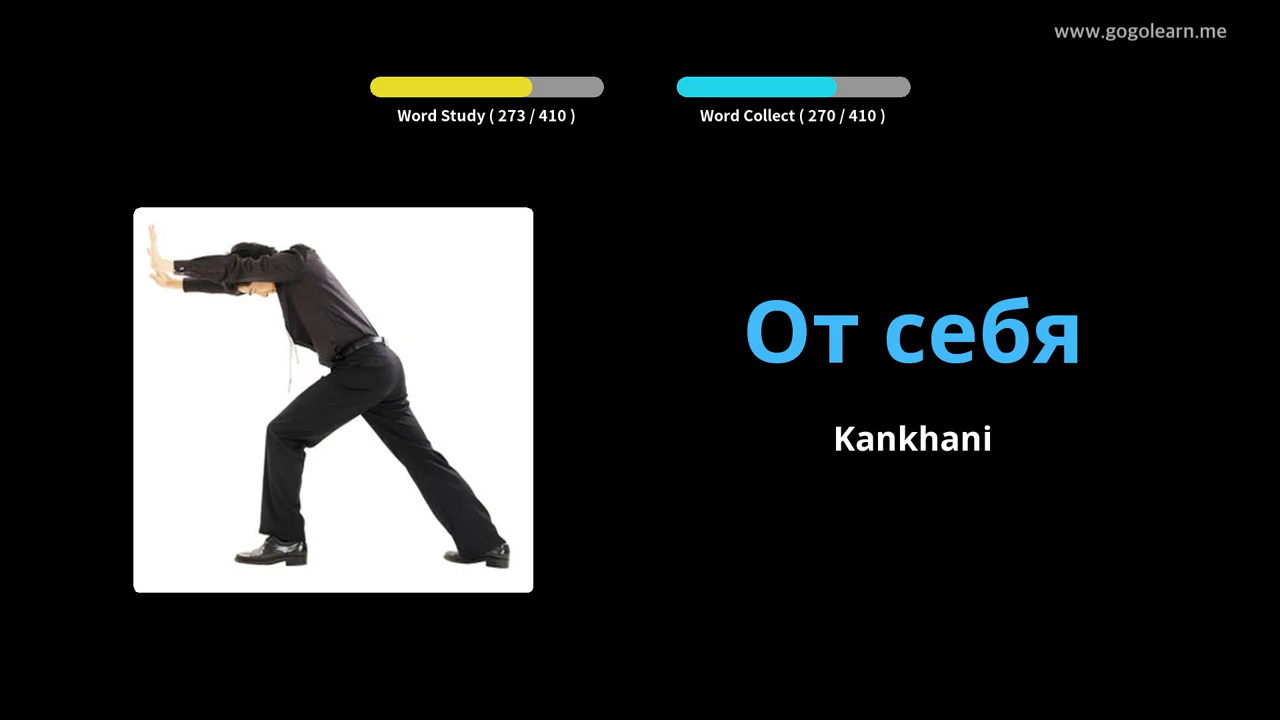 www.gogolearn.me
Word Study ( 273 / 410 )
Word Collect ( 270 / 410 )
От себя
Kankhani